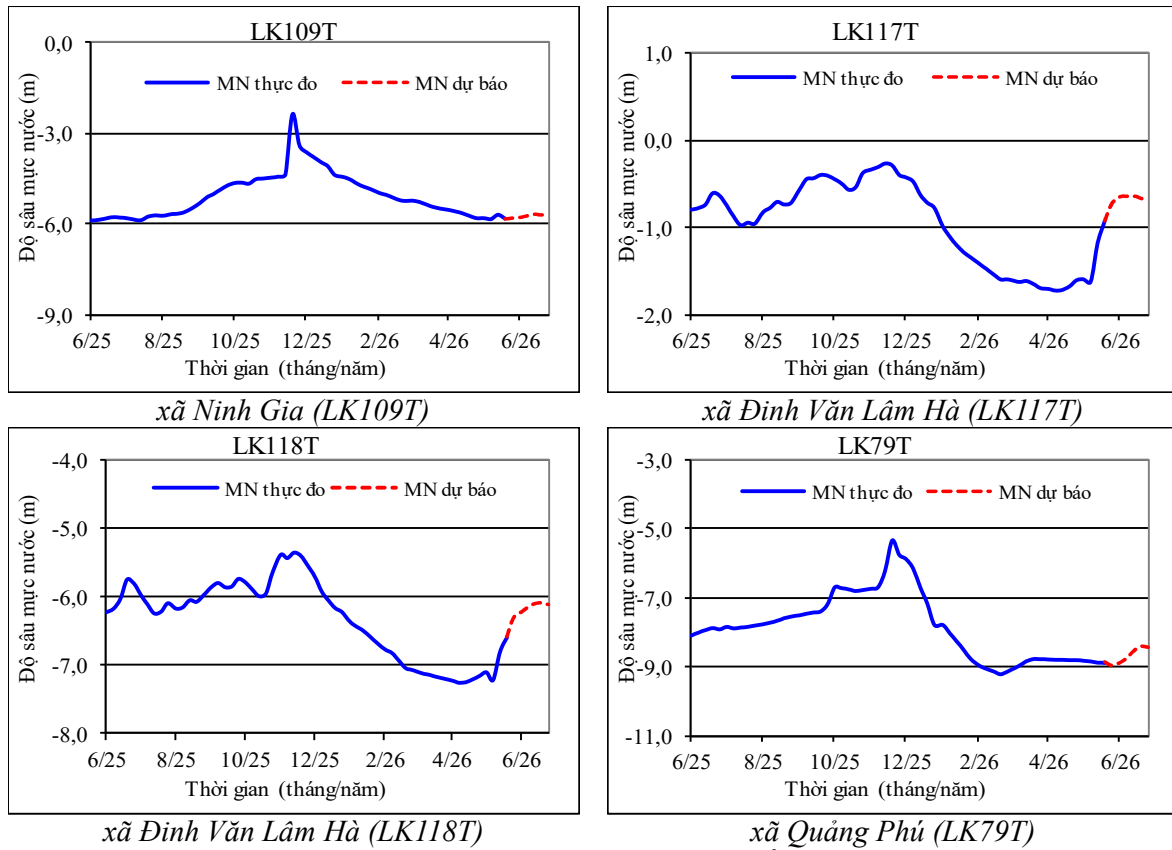 LK109T
0,0
-3,0
-6,0
-9,0
Độ sâu mực nước (m)
MN thực đo
MN dự báo
6/25 8/25 10/25 12/25 2/26 4/26 6/26
Thời gian (tháng/năm)
xã Ninh Gia (LK109T)
LK117T
1,0
0,0
-1,0
-2,0
Độ sâu mực nước (m)
MN thực đo
MN dự báo
6/25 8/25 10/25 12/25 2/26 4/26 6/26
Thời gian (tháng/năm)
xã Đinh Văn Lâm Hà (LK117T)
LK118T
-4,0
-5,0
-6,0
-7,0
-8,0
Độ sâu mực nước (m)
MN thực đo
MN dự báo
6/25 8/25 10/25 12/25 2/26 4/26 6/26
Thời gian (tháng/năm)
xã Đinh Văn Lâm Hà (LK118T)
LK79T
-3,0
-5,0
-7,0
-9,0
-11,0
Độ sâu mực nước (m)
MN thực đo
MN dự báo
6/25 8/25 10/25 12/25 2/26 4/26 6/26
Thời gian (tháng/năm)
xã Quảng Phú (LK79T)